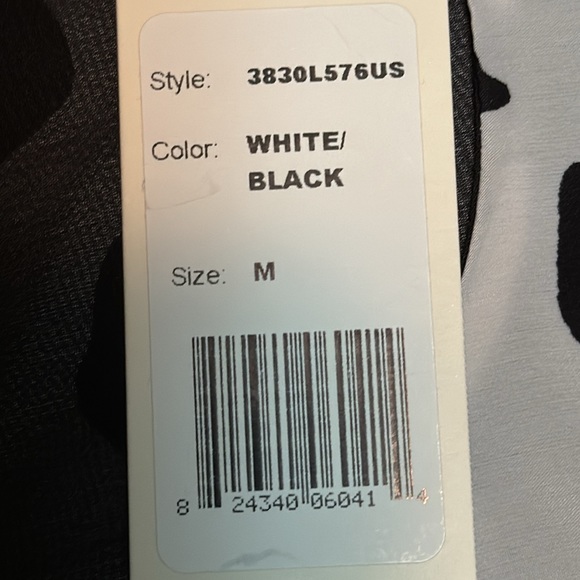 Style: 3830L576US
Color: WHITE/
BLACK
Size: M
8 24340 06041 4